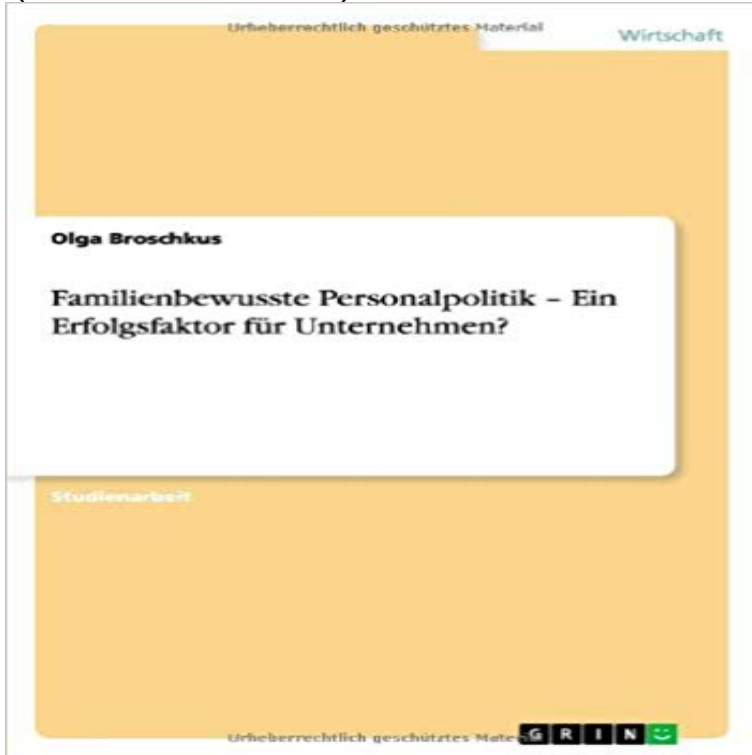 Urheberrechtlich geschütztes Material
Wirtschaft
Olga Broschkus
Familienbewusste Personalpolitik – Ein
Erfolgsfaktor für Unternehmen?
Studienarbeit
Urheberrechtlich geschütztes Mate
G R I N